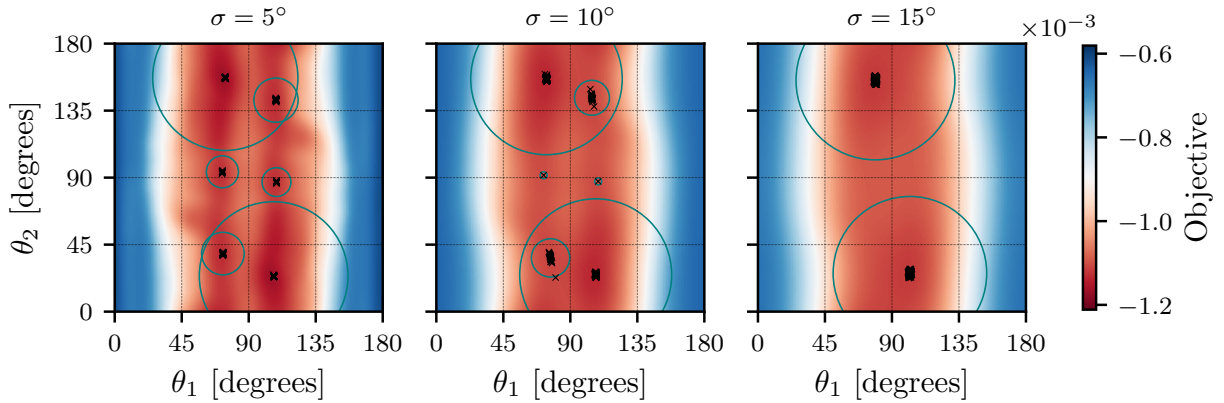 σ = 5°
σ = 10°
σ = 15°
×10⁻³
180
135
90
45
0
θ₂ [degrees]
0 45 90 135 180
0 45 90 135 180
0 45 90 135 180
θ₁ [degrees]
θ₁ [degrees]
θ₁ [degrees]
−0.6
−0.8
−1.0
−1.2
Objective